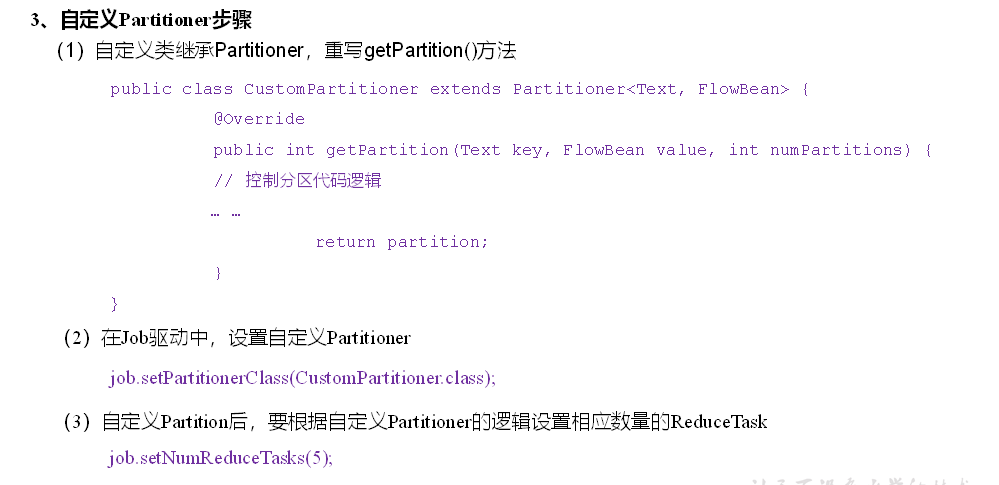 3、自定义Partitioner步骤
（1）自定义类继承Partitioner，重写getPartition()方法
public class CustomPartitioner extends Partitioner<Text, FlowBean> {
@Override
public int getPartition(Text key, FlowBean value, int numPartitions) {
// 控制分区代码逻辑
… …
return partition;
}
}
（2）在Job驱动中，设置自定义Partitioner
job.setPartitionerClass(CustomPartitioner.class);
（3）自定义Partition后，要根据自定义Partitioner的逻辑设置相应数量的ReduceTask
job.setNumReduceTasks(5);